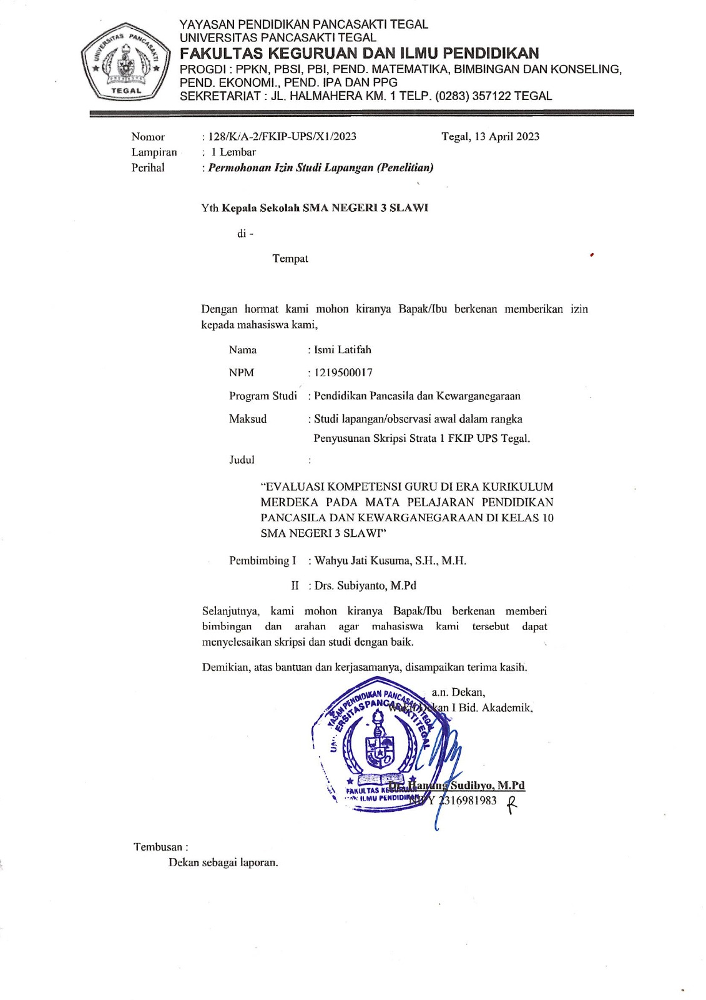 YAYASAN PENDIDIKAN PANCASAKTI TEGAL
UNIVERSITAS PANCASAKTI TEGAL
FAKULTAS KEGURUAN DAN ILMU PENDIDIKAN
PROGDI : PPKN, PBSI, PBI, PEND. MATEMATIKA, BIMBINGAN DAN KONSELING,
PEND. EKONOMI., PEND. IPA DAN PPG
SEKRETARIAT : JL. HALMAHERA KM. 1 TELP. (0283) 357122 TEGAL
UNIVERSITAS PANCASAKTI
TEGAL
Nomor : 128/K/A-2/FKIP-UPS/X1/2023 Tegal, 13 April 2023
Lampiran : 1 Lembar
Perihal : Permohonan Izin Studi Lapangan (Penelitian)
Yth Kepala Sekolah SMA NEGERI 3 SLAWI
di -
Tempat
Dengan hormat kami mohon kiranya Bapak/Ibu berkenan memberikan izin
kepada mahasiswa kami,
Nama : Ismi Latifah
NPM : 1219500017
Program Studi : Pendidikan Pancasila dan Kewarganegaraan
Maksud : Studi lapangan/observasi awal dalam rangka
Penyusunan Skripsi Strata 1 FKIP UPS Tegal.
Judul :
“EVALUASI KOMPETENSI GURU DI ERA KURIKULUM
MERDEKA PADA MATA PELAJARAN PENDIDIKAN
PANCASILA DAN KEWARGANEGARAAN DI KELAS 10
SMA NEGERI 3 SLAWI”
Pembimbing I : Wahyu Jati Kusuma, S.H., M.H.
II : Drs. Subiyanto, M.Pd
Selanjutnya, kami mohon kiranya Bapak/Ibu berkenan memberi
bimbingan dan arahan agar mahasiswa kami tersebut dapat
menyelesaikan skripsi dan studi dengan baik.
Demikian, atas bantuan dan kerjasamanya, disampaikan terima kasih.
a.n. Dekan,
Wakil Dekan I Bid. Akademik,
YAYASAN PENDIDIKAN PANCASAKTI TEGAL
PANCASAKTI TEGAL
FAKULTAS KEGURUAN
ILMU PENDIDIKAN
Dr. Hanung Sudibyo, M.Pd
NIPY 2316981983
Tembusan :
Dekan sebagai laporan.